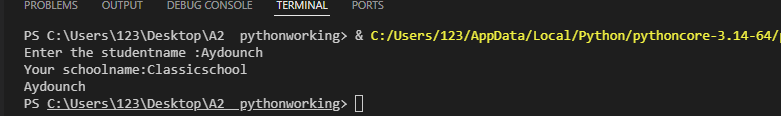 PROBLEMS OUTPUT DEBUG CONSOLE TERMINAL PORTS
PS C:\Users\123\Desktop\A2  pythonworking> & C:/Users/123/AppData/Local/Python/pythoncore-3.14-64/
Enter the studentname :Aydounch
Your schoolname:Classicschool
Aydounch
PS C:\Users\123\Desktop\A2  pythonworking>